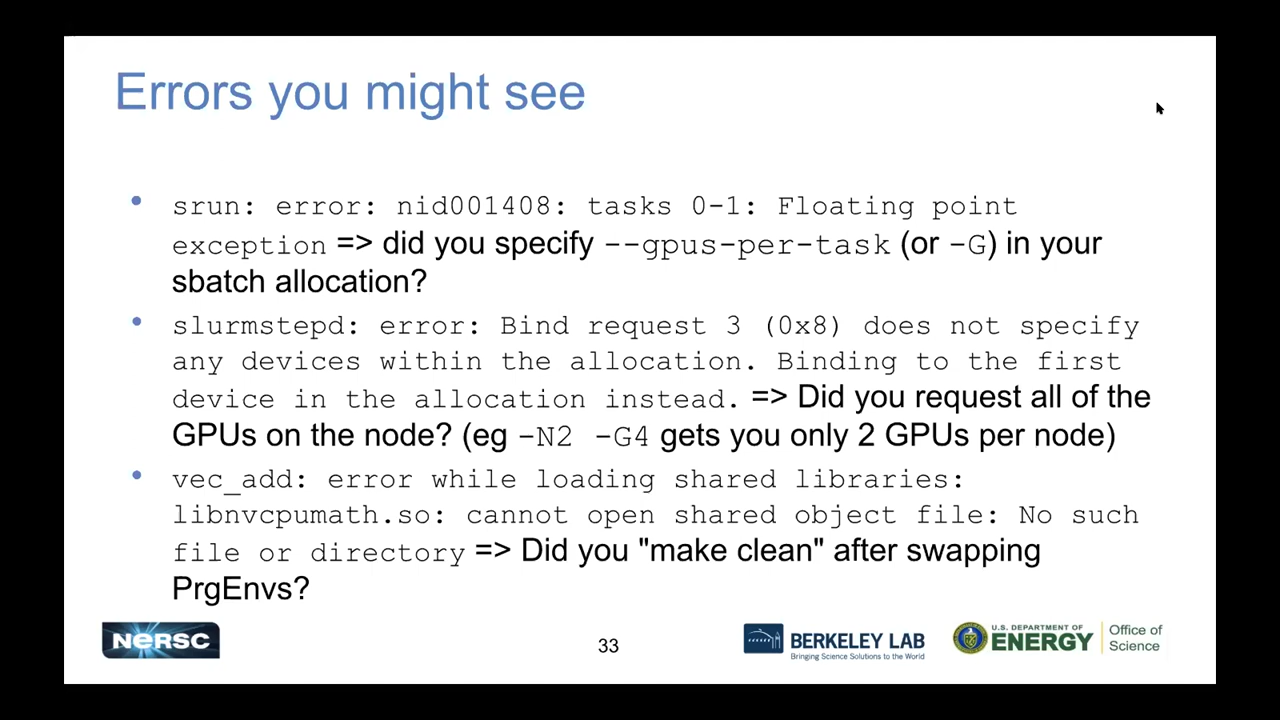 Errors you might see
• srun: error: nid001408: tasks 0-1: Floating point
exception => did you specify --gpus-per-task (or -G) in your
sbatch allocation?
• slurmstepd: error: Bind request 3 (0x8) does not specify
any devices within the allocation. Binding to the first
device in the allocation instead. => Did you request all of the
GPUs on the node? (eg -N2 -G4 gets you only 2 GPUs per node)
• vec_add: error while loading shared libraries:
libnvcpumath.so: cannot open shared object file: No such
file or directory => Did you "make clean" after swapping
PrgEnvs?
NERSC
33
BERKELEY LAB
Bringing Science Solutions to the World
U.S. DEPARTMENT OF
ENERGY
Office of
Science